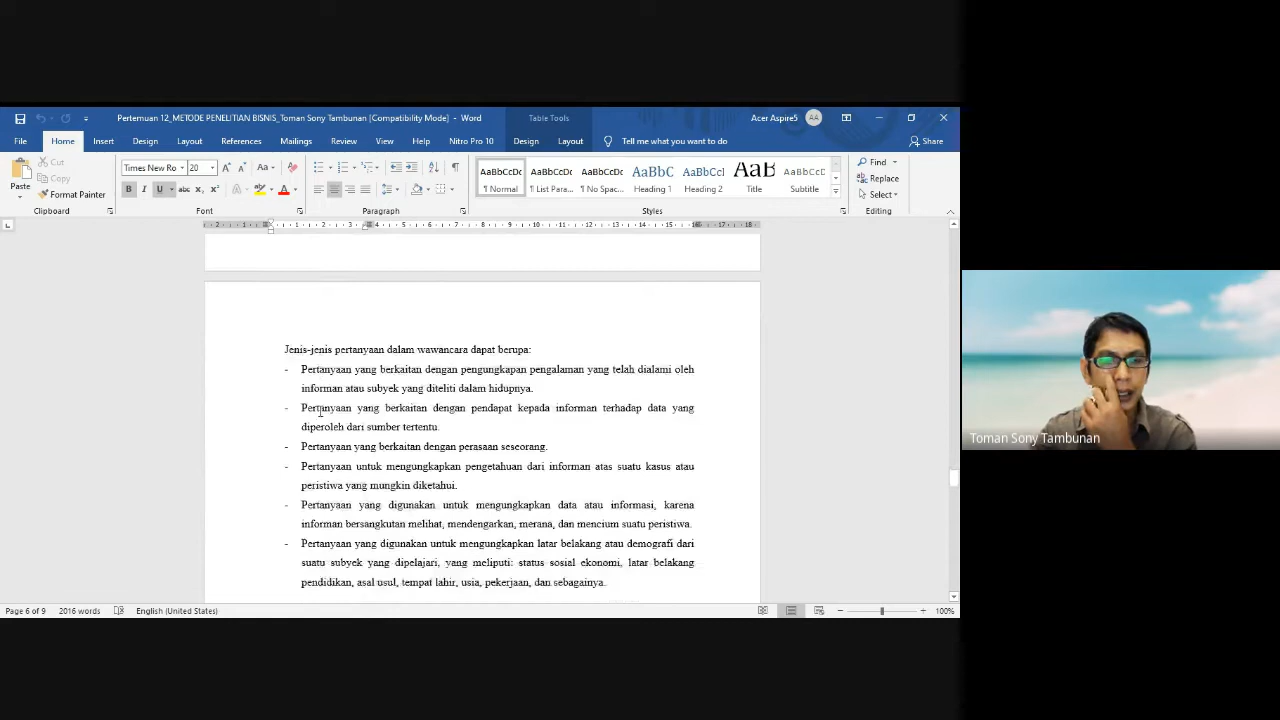 Pertemuan 12_METODE PENELITIAN BISNIS_Toman Sony Tambunan [Compatibility Mode] - Word
Table Tools
Acer Aspire5
AA
File
Home
Insert
Design
Layout
References
Mailings
Review
View
Help
Nitro Pro 10
Design
Layout
Tell me what you want to do
Share
Paste
Cut
Copy
Format Painter
Clipboard
Times New Ro
20
Font
Paragraph
AaBbCcDc
¶ Normal
AaBbCcDc
¶ List Para...
AaBbCcDc
¶ No Spac...
AaBbC
Heading 1
AaBbCcl
Heading 2
AaB
Title
AaBbCcD
Subtitle
Styles
Find
Replace
Select
Editing
Jenis-jenis pertanyaan dalam wawancara dapat berupa:
- Pertanyaan yang berkaitan dengan pengungkapan pengalaman yang telah dialami oleh
informan atau subyek yang diteliti dalam hidupnya.
- Pertanyaan yang berkaitan dengan pendapat kepada informan terhadap data yang
diperoleh dari sumber tertentu.
- Pertanyaan yang berkaitan dengan perasaan seseorang.
- Pertanyaan untuk mengungkapkan pengetahuan dari informan atas suatu kasus atau
peristiwa yang mungkin diketahui.
- Pertanyaan yang digunakan untuk mengungkapkan data atau informasi, karena
informan bersangkutan melihat, mendengarkan, merana, dan mencium suatu peristiwa.
- Pertanyaan yang digunakan untuk mengungkapkan latar belakang atau demografi dari
suatu subyek yang dipelajari, yang meliputi: status sosial ekonomi, latar belakang
pendidikan, asal usul, tempat lahir, usia, pekerjaan, dan sebagainya.
Page 6 of 9
2016 words
English (United States)
100%
Toman Sony Tambunan